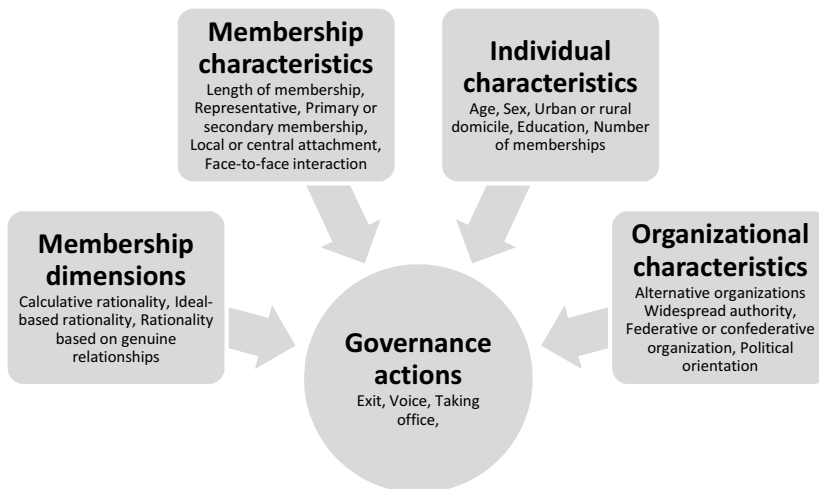 Membership
characteristics
Length of membership,
Representative, Primary or
secondary membership,
Local or central attachment,
Face-to-face interaction
Individual
characteristics
Age, Sex, Urban or rural
domicile, Education, Number
of memberships
Membership
dimensions
Calculative rationality, Ideal-
based rationality, Rationality
based on genuine
relationships
Organizational
characteristics
Alternative organizations
Widespread authority,
Federative or confederative
organization, Political
orientation
Governance
actions
Exit, Voice, Taking
office,